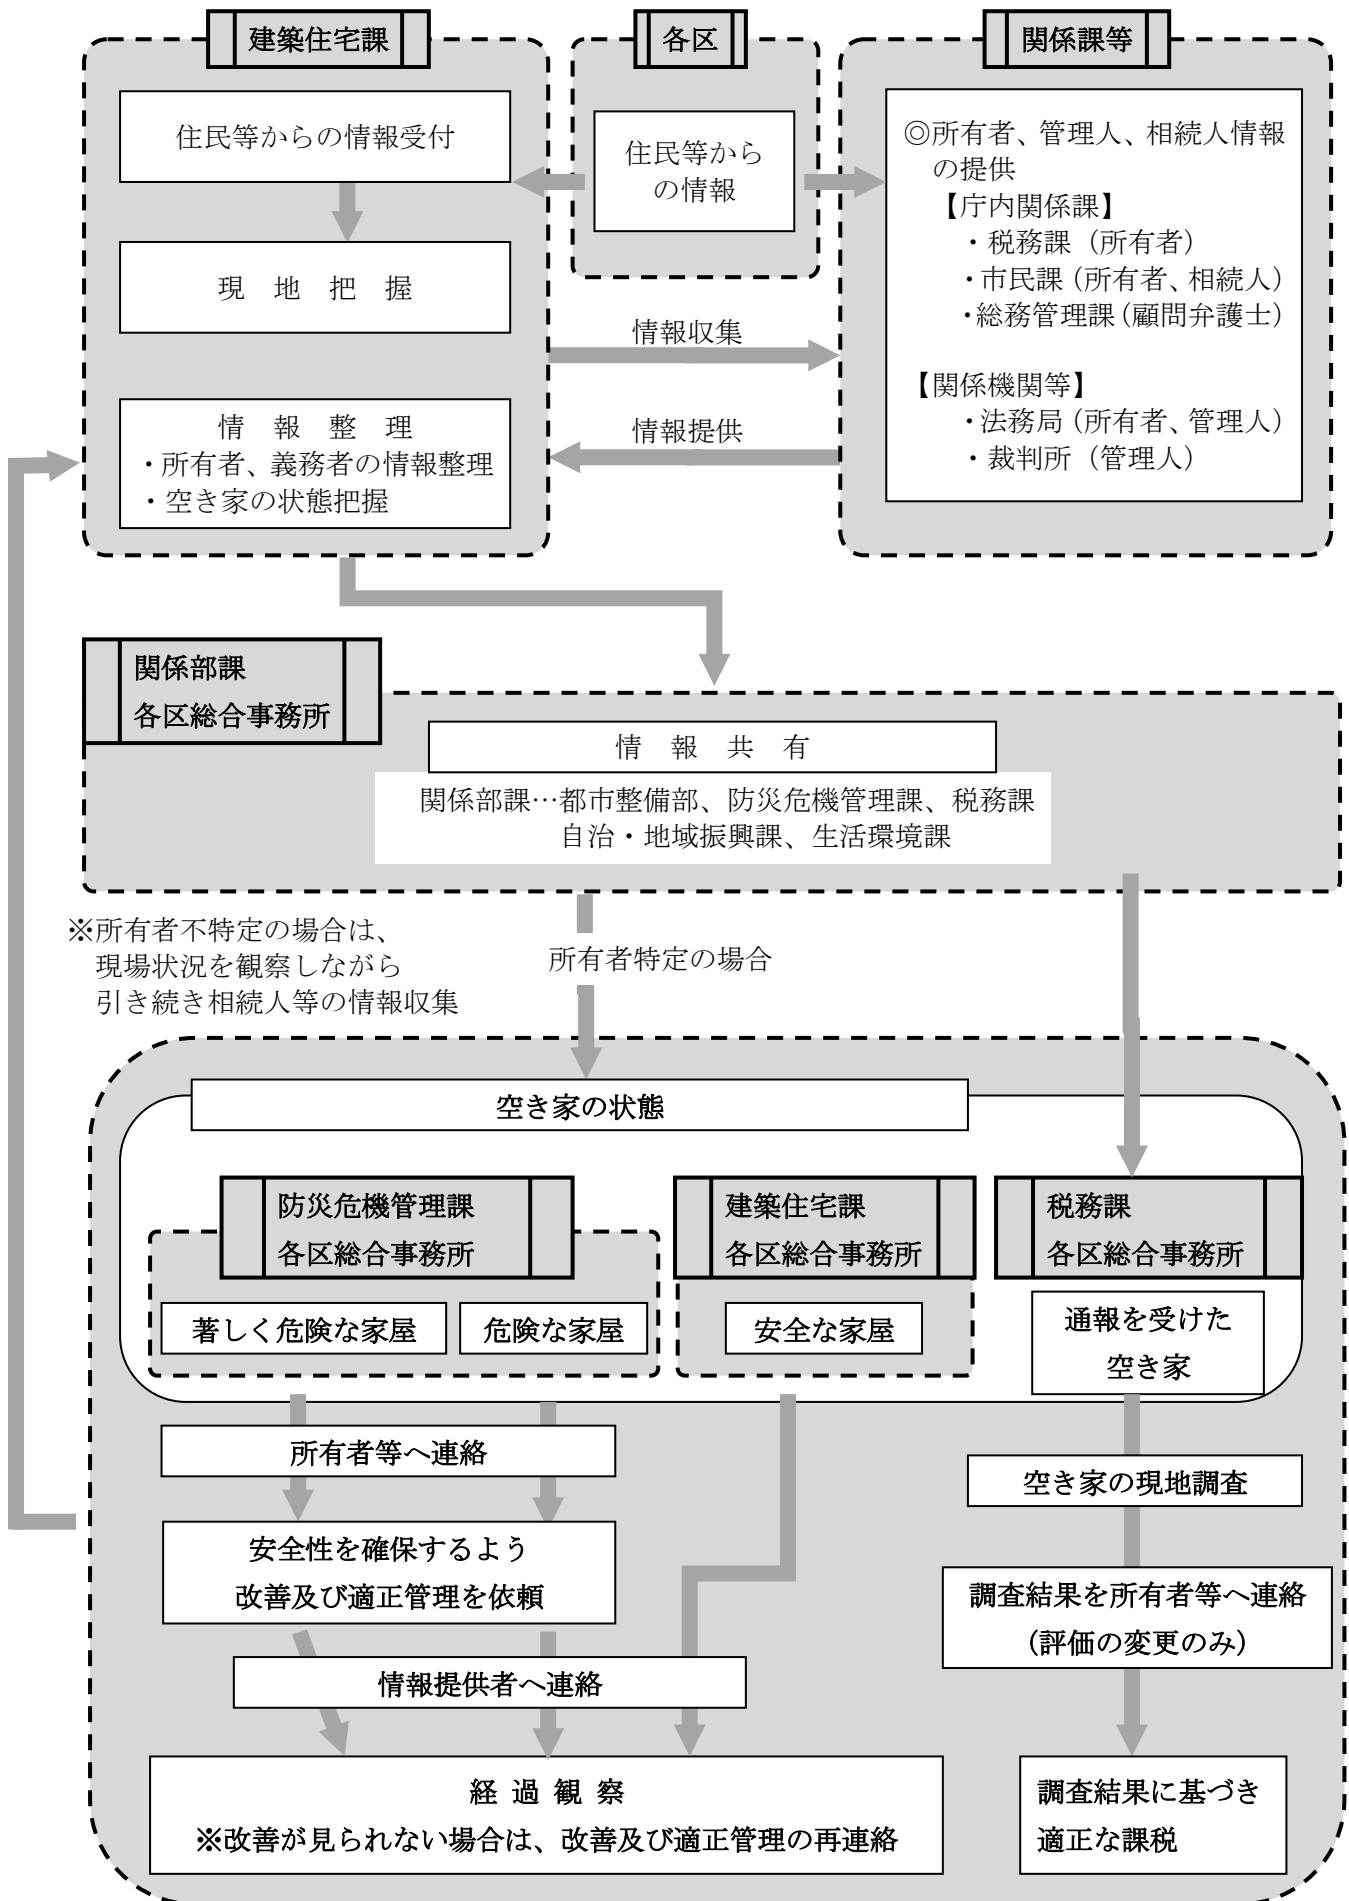 建築住宅課
各区
関係課等
住民等からの情報受付
現　地　把　握
情　報　整　理
・所有者、義務者の情報整理
・空き家の状態把握
住民等から
の情報
◎所有者、管理人、相続人情報
の提供
【庁内関係課】
・税務課（所有者）
・市民課（所有者、相続人）
・総務管理課（顧問弁護士）
【関係機関等】
・法務局（所有者、管理人）
・裁判所（管理人）
情報収集
情報提供
関係部課
各区総合事務所
情　報　共　有
関係部課…都市整備部、防災危機管理課、税務課
自治・地域振興課、生活環境課
※所有者不特定の場合は、
現場状況を観察しながら
引き続き相続人等の情報収集
所有者特定の場合
空き家の状態
防災危機管理課
各区総合事務所
建築住宅課
各区総合事務所
税務課
各区総合事務所
著しく危険な家屋
危険な家屋
安全な家屋
通報を受けた
空き家
所有者等へ連絡
空き家の現地調査
安全性を確保するよう
改善及び適正管理を依頼
調査結果を所有者等へ連絡
（評価の変更のみ）
情報提供者へ連絡
経 過 観 察
※改善が見られない場合は、改善及び適正管理の再連絡
調査結果に基づき
適正な課税